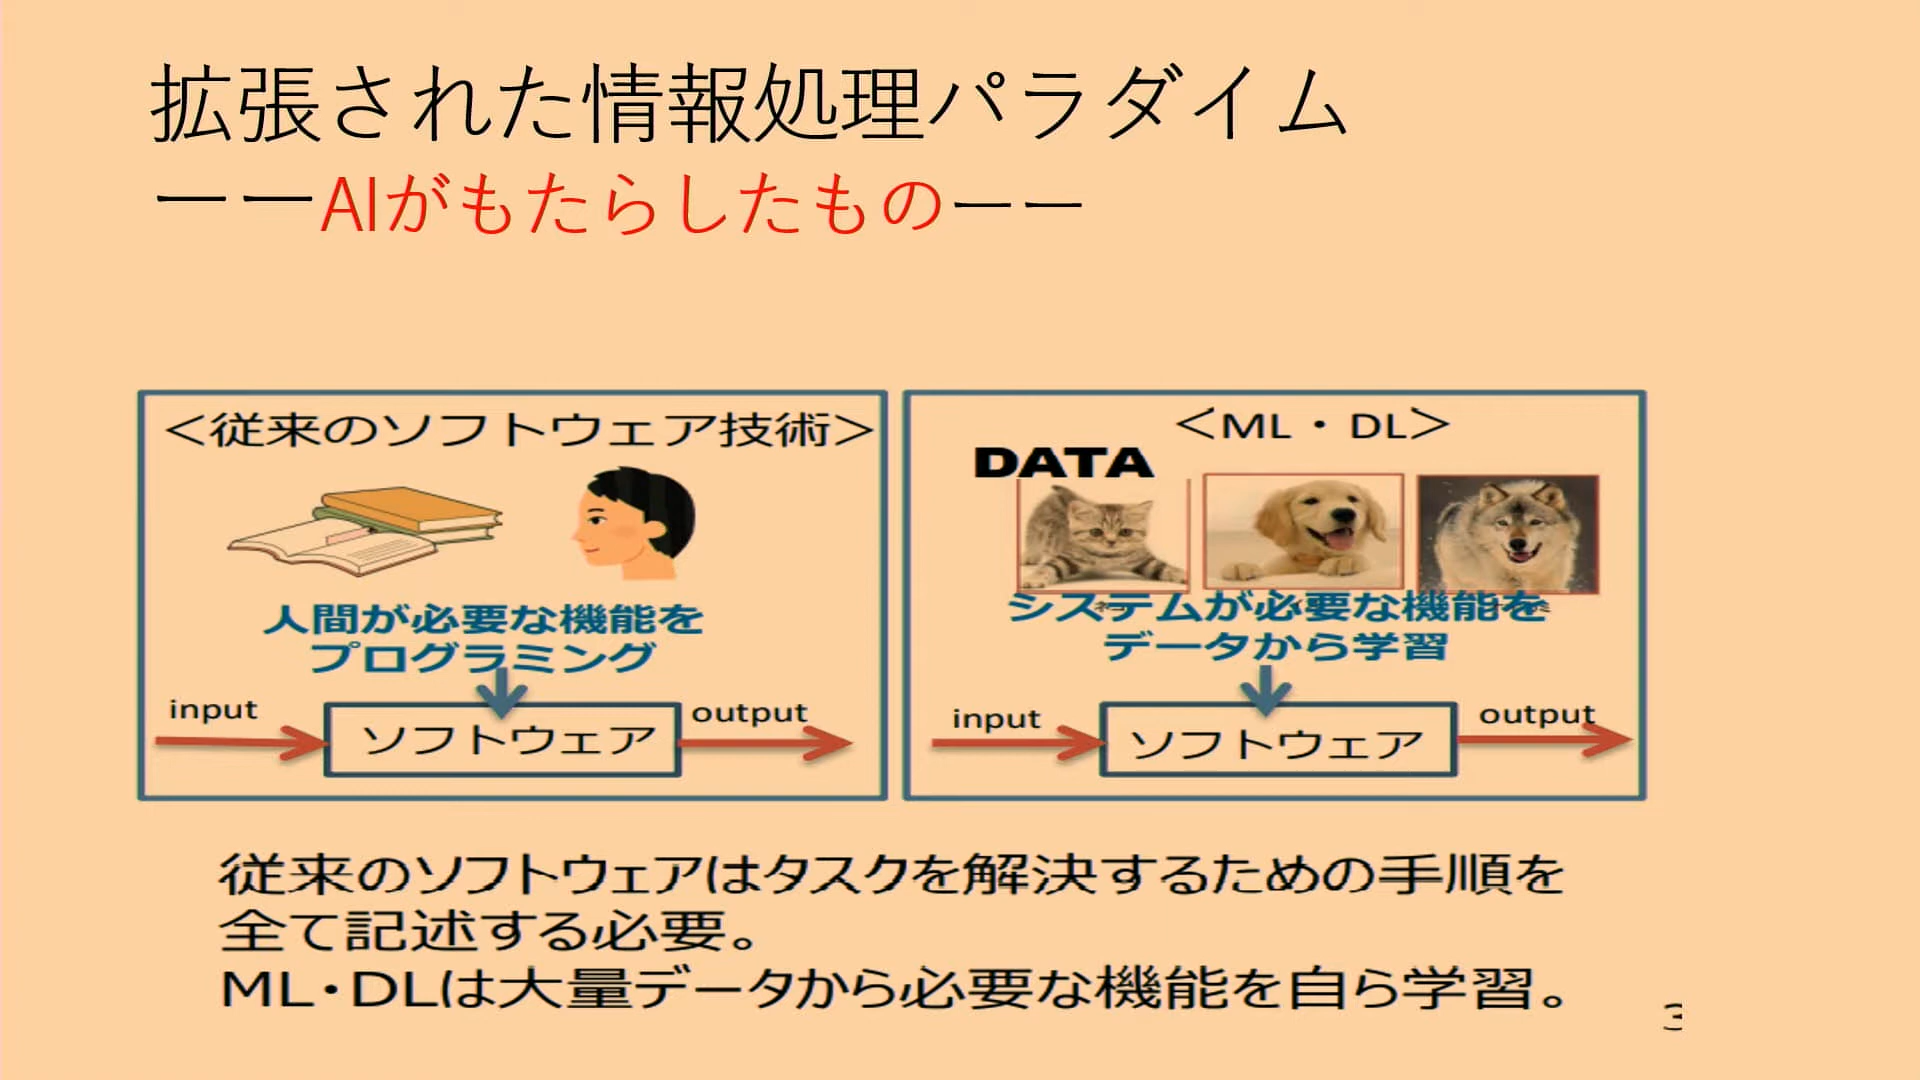 拡張された情報処理パラダイム
ーーAIがもたらしたものーー
＜従来のソフトウェア技術＞
人間が必要な機能を
プログラミング
input
ソフトウェア
output
＜ML・DL＞
DATA
システムが必要な機能を
データから学習
input
ソフトウェア
output
従来のソフトウェアはタスクを解決するための手順を
全て記述する必要。
ML・DLは大量データから必要な機能を自ら学習。
3